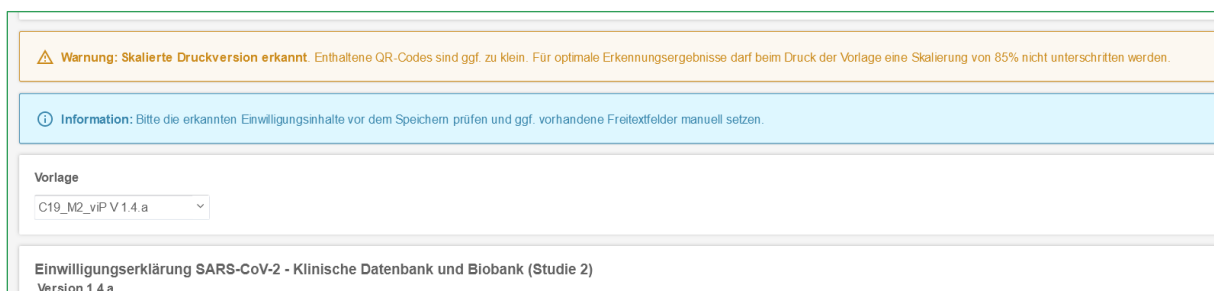 Warnung: Skalierte Druckversion erkannt. Enthaltene QR-Codes sind ggf. zu klein. Für optimale Erkennungsergebnisse darf beim Druck der Vorlage eine Skalierung von 85% nicht unterschritten werden.
Information: Bitte die erkannten Einwilligungsinhalte vor dem Speichern prüfen und ggf. vorhandene Freitextfelder manuell setzen.
Vorlage
C19_M2_viP V 1.4.a
Einwilligungserklärung SARS-CoV-2 - Klinische Datenbank und Biobank (Studie 2)
Version 1.4.a